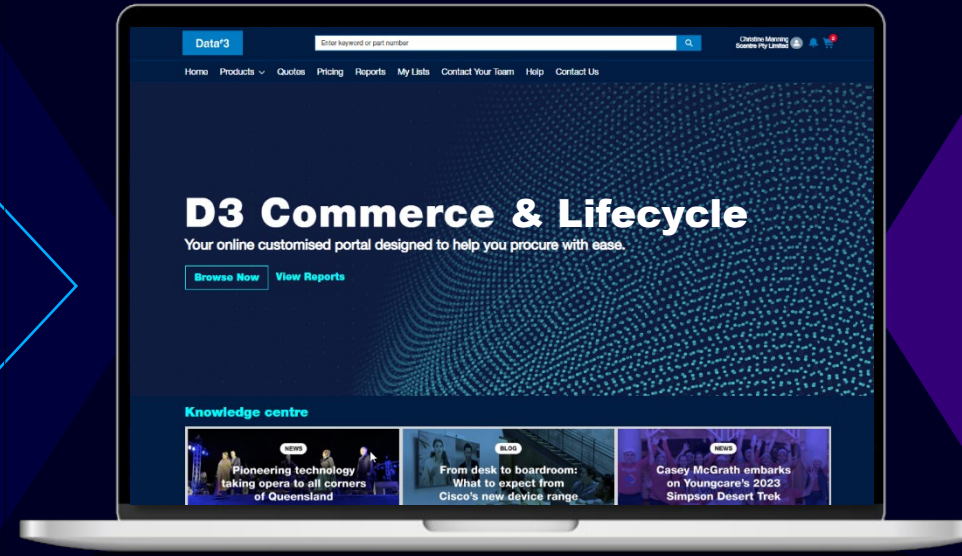 Data#3
Enter keyword or part number
Christine Manning
Scentre Pty Limited
Home Products Quotes Pricing Reports My Lists Contact Your Team Help Contact Us
D3 Commerce & Lifecycle
Your online customised portal designed to help you procure with ease.
Browse Now View Reports
Knowledge centre
NEWS
Pioneering technology
taking opera to all corners
of Queensland
BLOG
From desk to boardroom:
What to expect from
Cisco's new device range
NEWS
Casey McGrath embarks
on Youngcare's 2023
Simpson Desert Trek